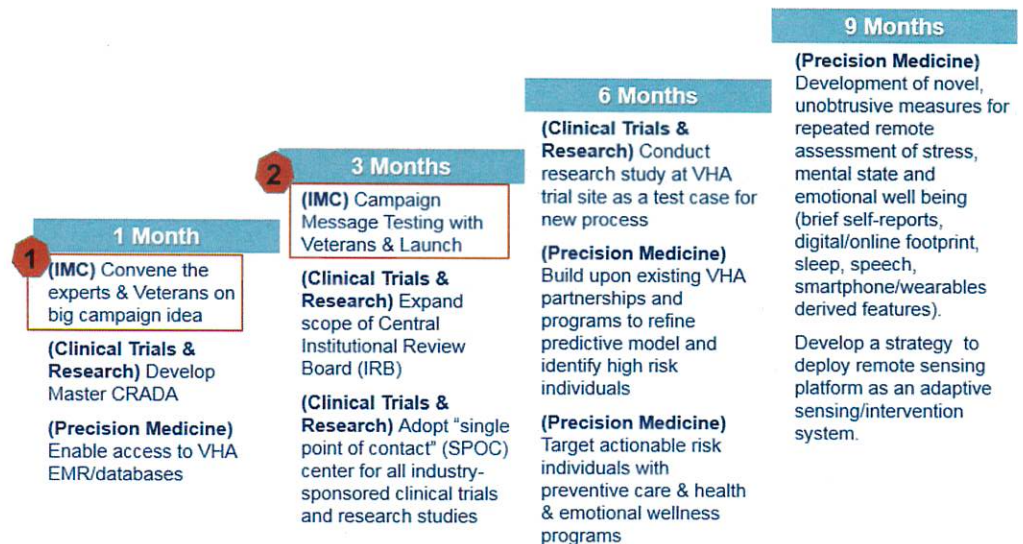 1 Month
1
(IMC) Convene the
experts & Veterans on
big campaign idea
(Clinical Trials &
Research) Develop
Master CRADA
(Precision Medicine)
Enable access to VHA
EMR/databases
3 Months
2
(IMC) Campaign
Message Testing with
Veterans & Launch
(Clinical Trials &
Research) Expand
scope of Central
Institutional Review
Board (IRB)
(Clinical Trials &
Research) Adopt “single
point of contact” (SPOC)
center for all industry-
sponsored clinical trials
and research studies
6 Months
(Clinical Trials &
Research) Conduct
research study at VHA
trial site as a test case for
new process
(Precision Medicine)
Build upon existing VHA
partnerships and
programs to refine
predictive model and
identify high risk
individuals
(Precision Medicine)
Target actionable risk
individuals with
preventive care & health
& emotional wellness
programs
9 Months
(Precision Medicine)
Development of novel,
unobtrusive measures for
repeated remote
assessment of stress,
mental state and
emotional well being
(brief self-reports,
digital/online footprint,
sleep, speech,
smartphone/wearables
derived features).
Develop a strategy to
deploy remote sensing
platform as an adaptive
sensing/intervention
system.